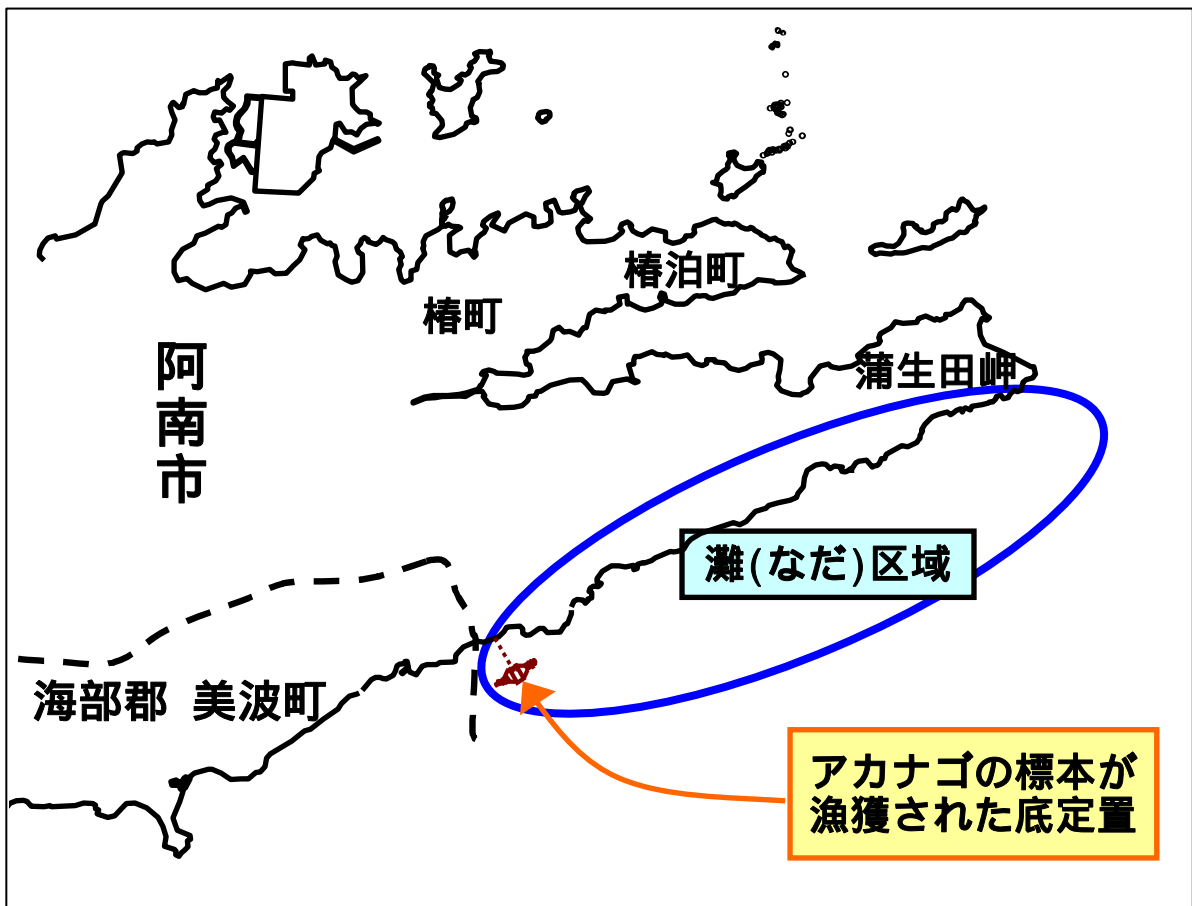 椿泊町
椿町
阿南市
蒲生田岬
灘(なだ)区域
海部郡 美波町
アカナゴの標本が
漁獲された底定置